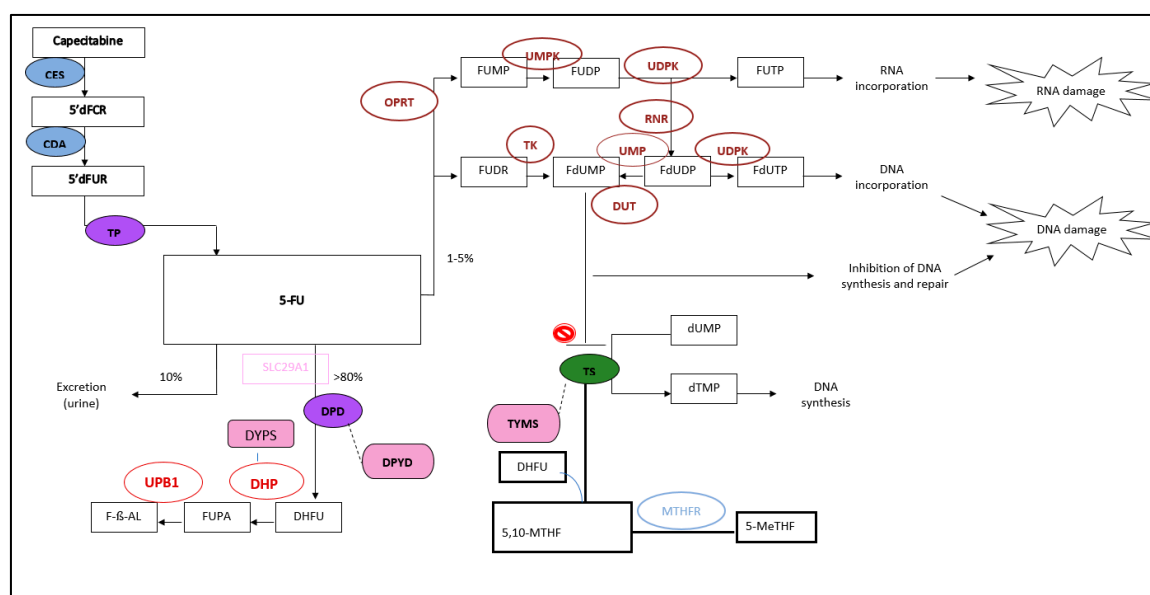 Capecitabine
CES
5'dFCR
CDA
5'dFUR
TP
5-FU
1-5%
10%
Excretion
(urine)
SLC29A1
>80%
DPD
DYPS
DPYD
UPB1
DHP
F-ß-AL
FUPA
DHFU
OPRT
FUMP
UMPK
FUDP
UDPK
FUTP
RNA
incorporation
RNA damage
RNR
TK
UMP
UDPK
FUDR
FdUMP
FdUDP
FdUTP
DUT
DNA
incorporation
DNA damage
Inhibition of DNA
synthesis and repair
dUMP
TS
dTMP
DNA
synthesis
TYMS
DHFU
5,10-MTHF
MTHFR
5-MeTHF